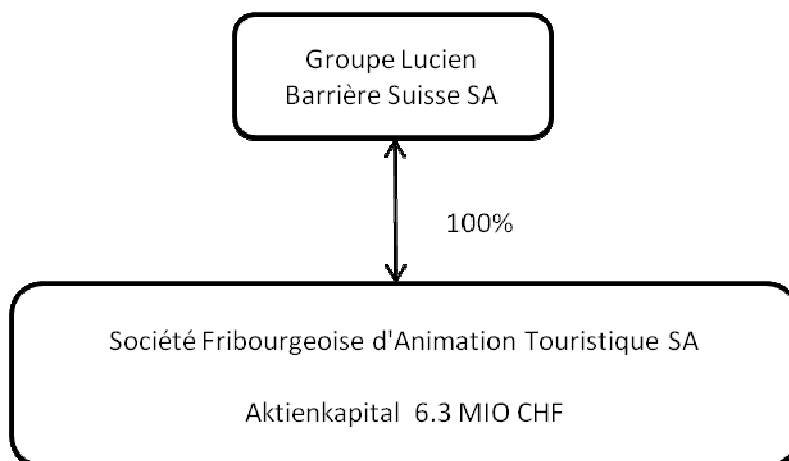 Groupe Lucien
Barrière Suisse SA
100%
Société Fribourgeoise d'Animation Touristique SA
Aktienkapital 6.3 MIO CHF